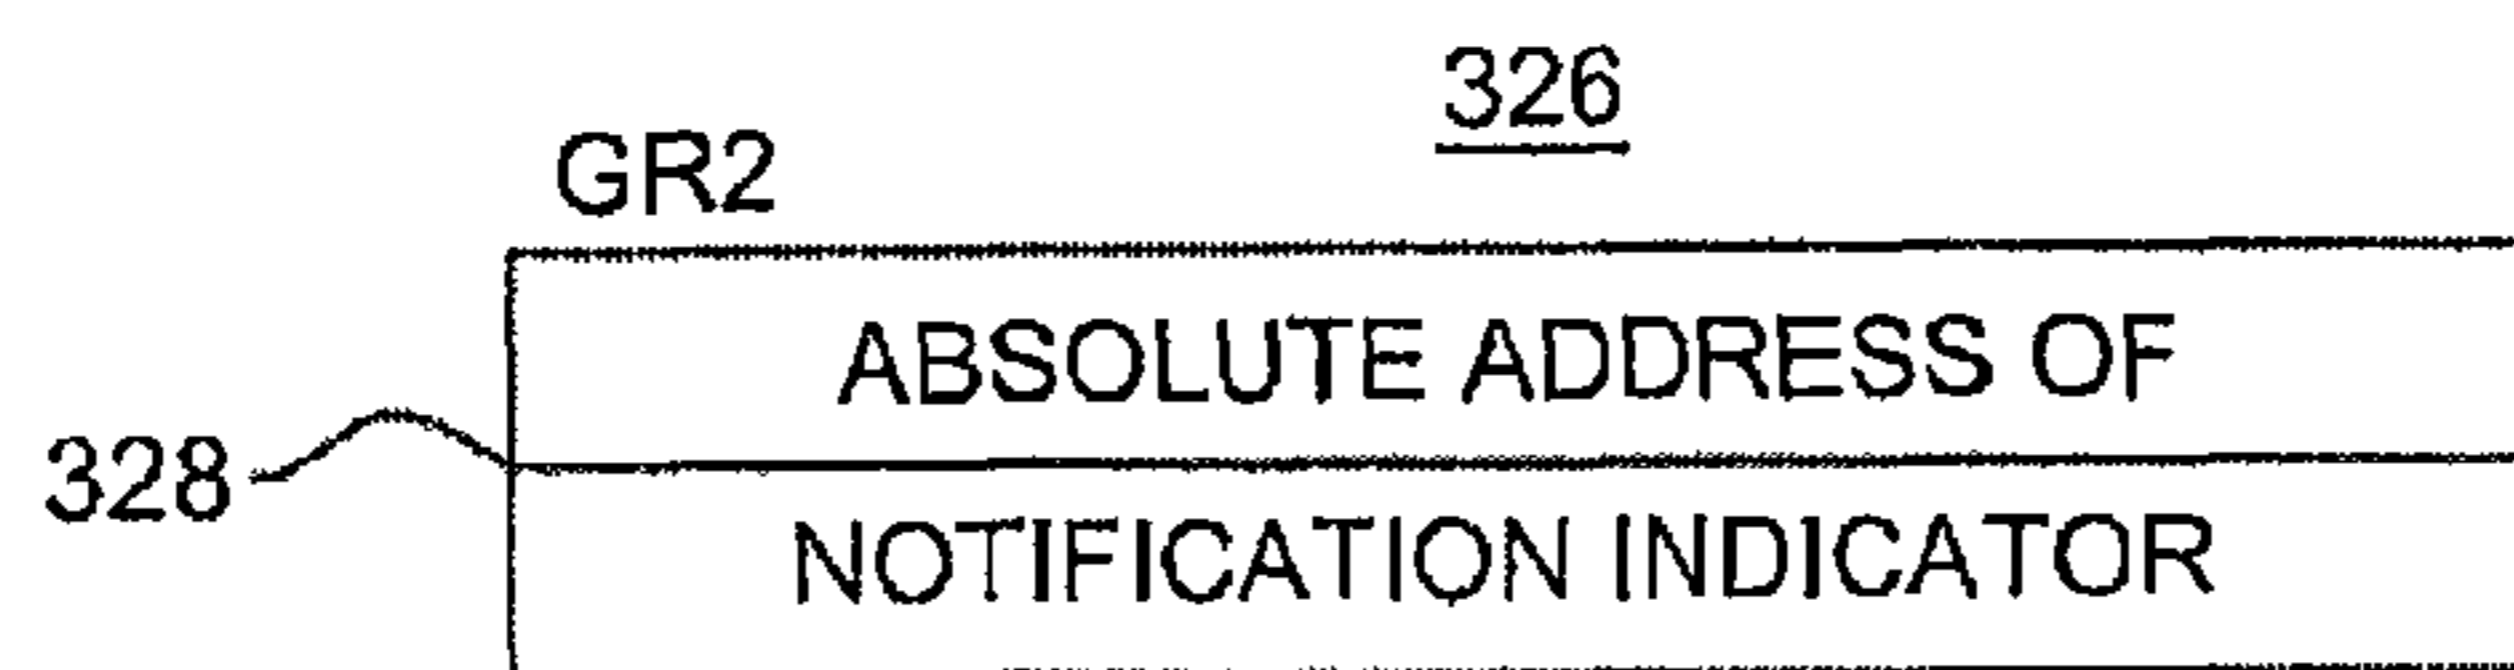 326
GR2
ABSOLUTE ADDRESS OF
328
NOTIFICATION INDICATOR